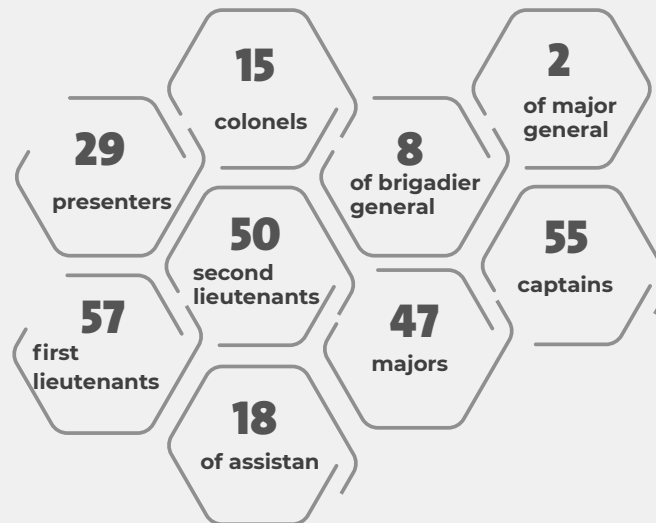 15
colonels
2
of major
general
29
presenters
8
of brigadier
general
50
second
lieutenants
55
captains
57
first
lieutenants
47
majors
18
of assistan